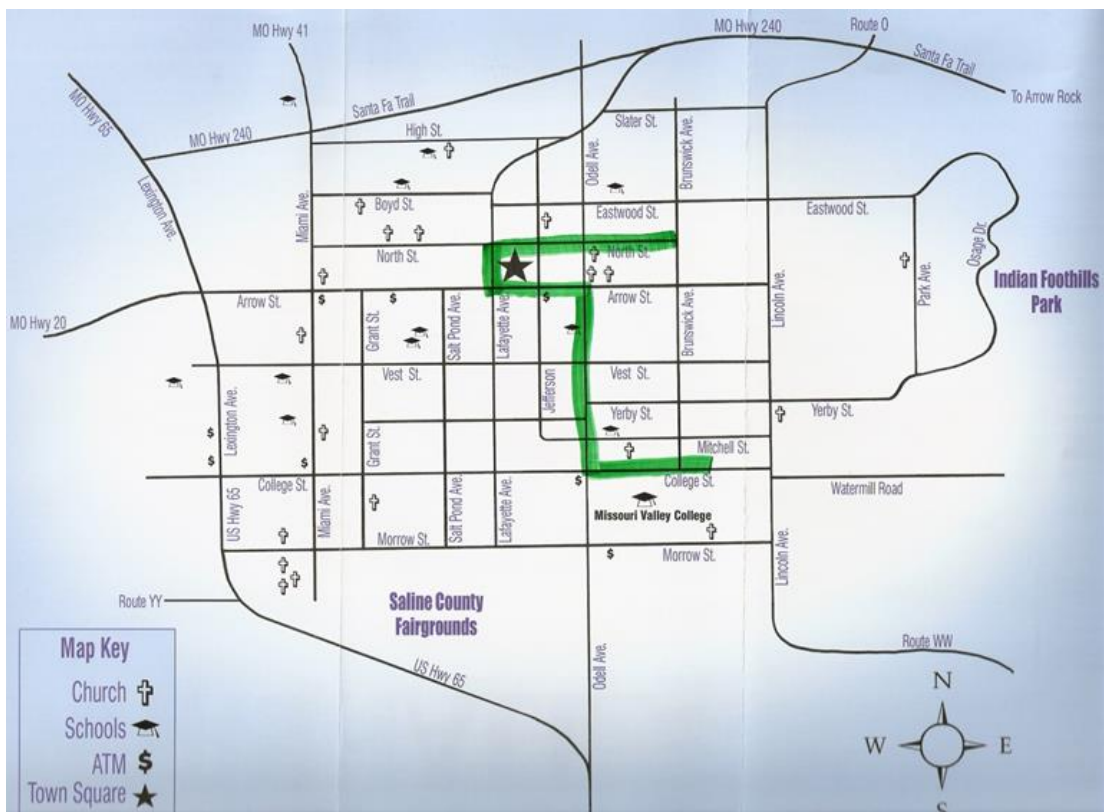 MO Hwy 41
MO Hwy 240
Route O
Santa Fa Trail
To Arrow Rock
MO Hwy 65
Santa Fa Trail
MO Hwy 240
High St.
Slater St.
Odell Ave.
Brunswick Ave.
Lexington Ave.
Miami Ave.
Boyd St.
Eastwood St.
Eastwood St.
North St.
North St.
Osage Dr.
Park Ave.
Lincoln Ave.
Indian Foothills
Park
MO Hwy 20
Arrow St.
Grant St.
Salt Pond Ave.
Lafayette Ave.
Arrow St.
Brunswick Ave.
Vest St.
Jefferson
Vest St.
Lexington Ave.
Yerby St.
Yerby St.
Grant St.
Mitchell St.
US Hwy 65
College St.
Miami Ave.
Salt Pond Ave.
Lafayette Ave.
College St.
Watermill Road
Missouri Valley College
Morrow St.
Morrow St.
Lincoln Ave.
Route YY
Saline County
Fairgrounds
US Hwy 65
Odell Ave.
Route WW
Map Key
Church
Schools
ATM $
Town Square
N
W E
S